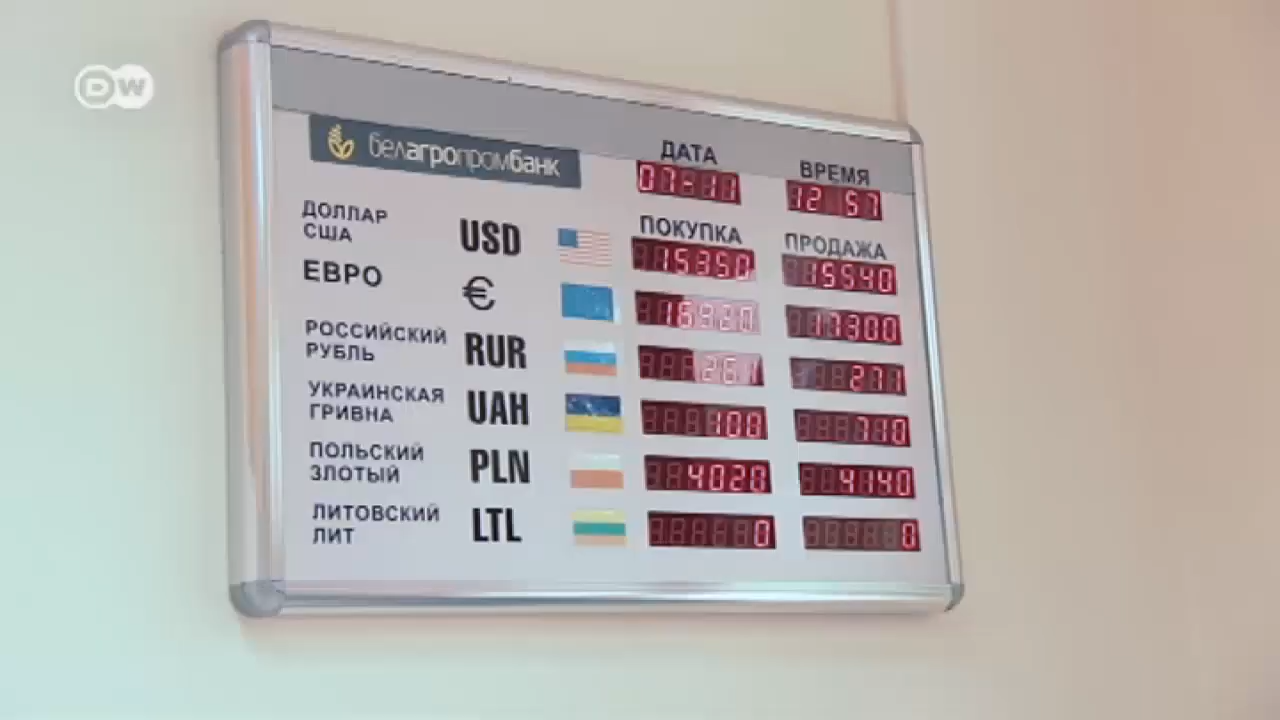 DW
белагропромбанк
ДАТА ВРЕМЯ
07-11 12 57
ПОКУПКА ПРОДАЖА
ДОЛЛАР
США
USD 15350 15540
ЕВРО € 16920 17300
РОССИЙСКИЙ
РУБЛЬ
RUR 261 271
УКРАИНСКАЯ
ГРИВНА
UAH 100 710
ПОЛЬСКИЙ
ЗЛОТЫЙ
PLN 4020 4140
ЛИТОВСКИЙ
ЛИТ
LTL 0 0